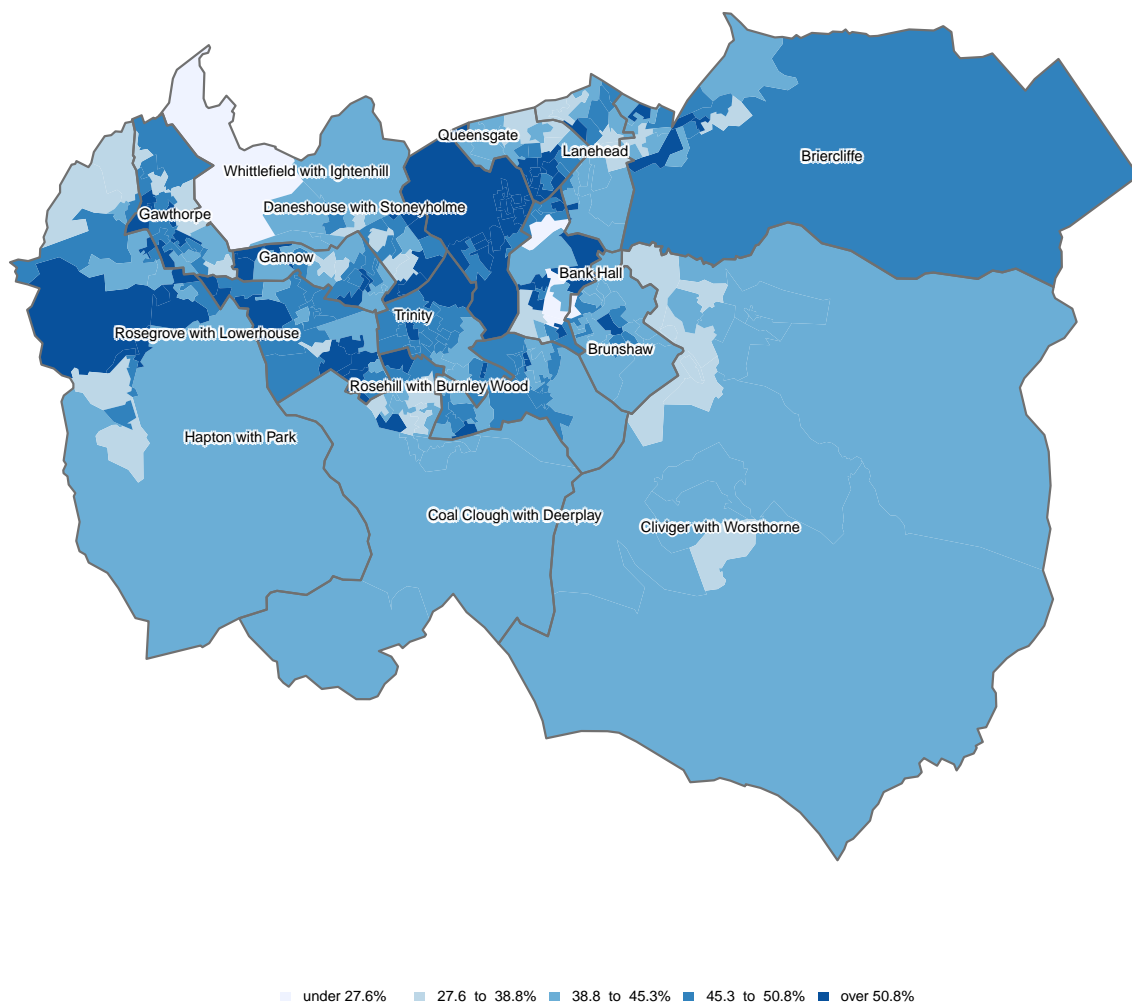 Queensgate
Lanehead
Briercliffe
Whittlefield with Ightenhill
Daneshouse with Stoneyholme
Gawthorpe
Gannow
Bank Hall
Trinity
Rosegrove with Lowerhouse
Brunshaw
Rosehill with Burnley Wood
Hapton with Park
Coal Clough with Deerplay
Cliviger with Worsthorne
under 27.6% 27.6 to 38.8% 38.8 to 45.3% 45.3 to 50.8% over 50.8%